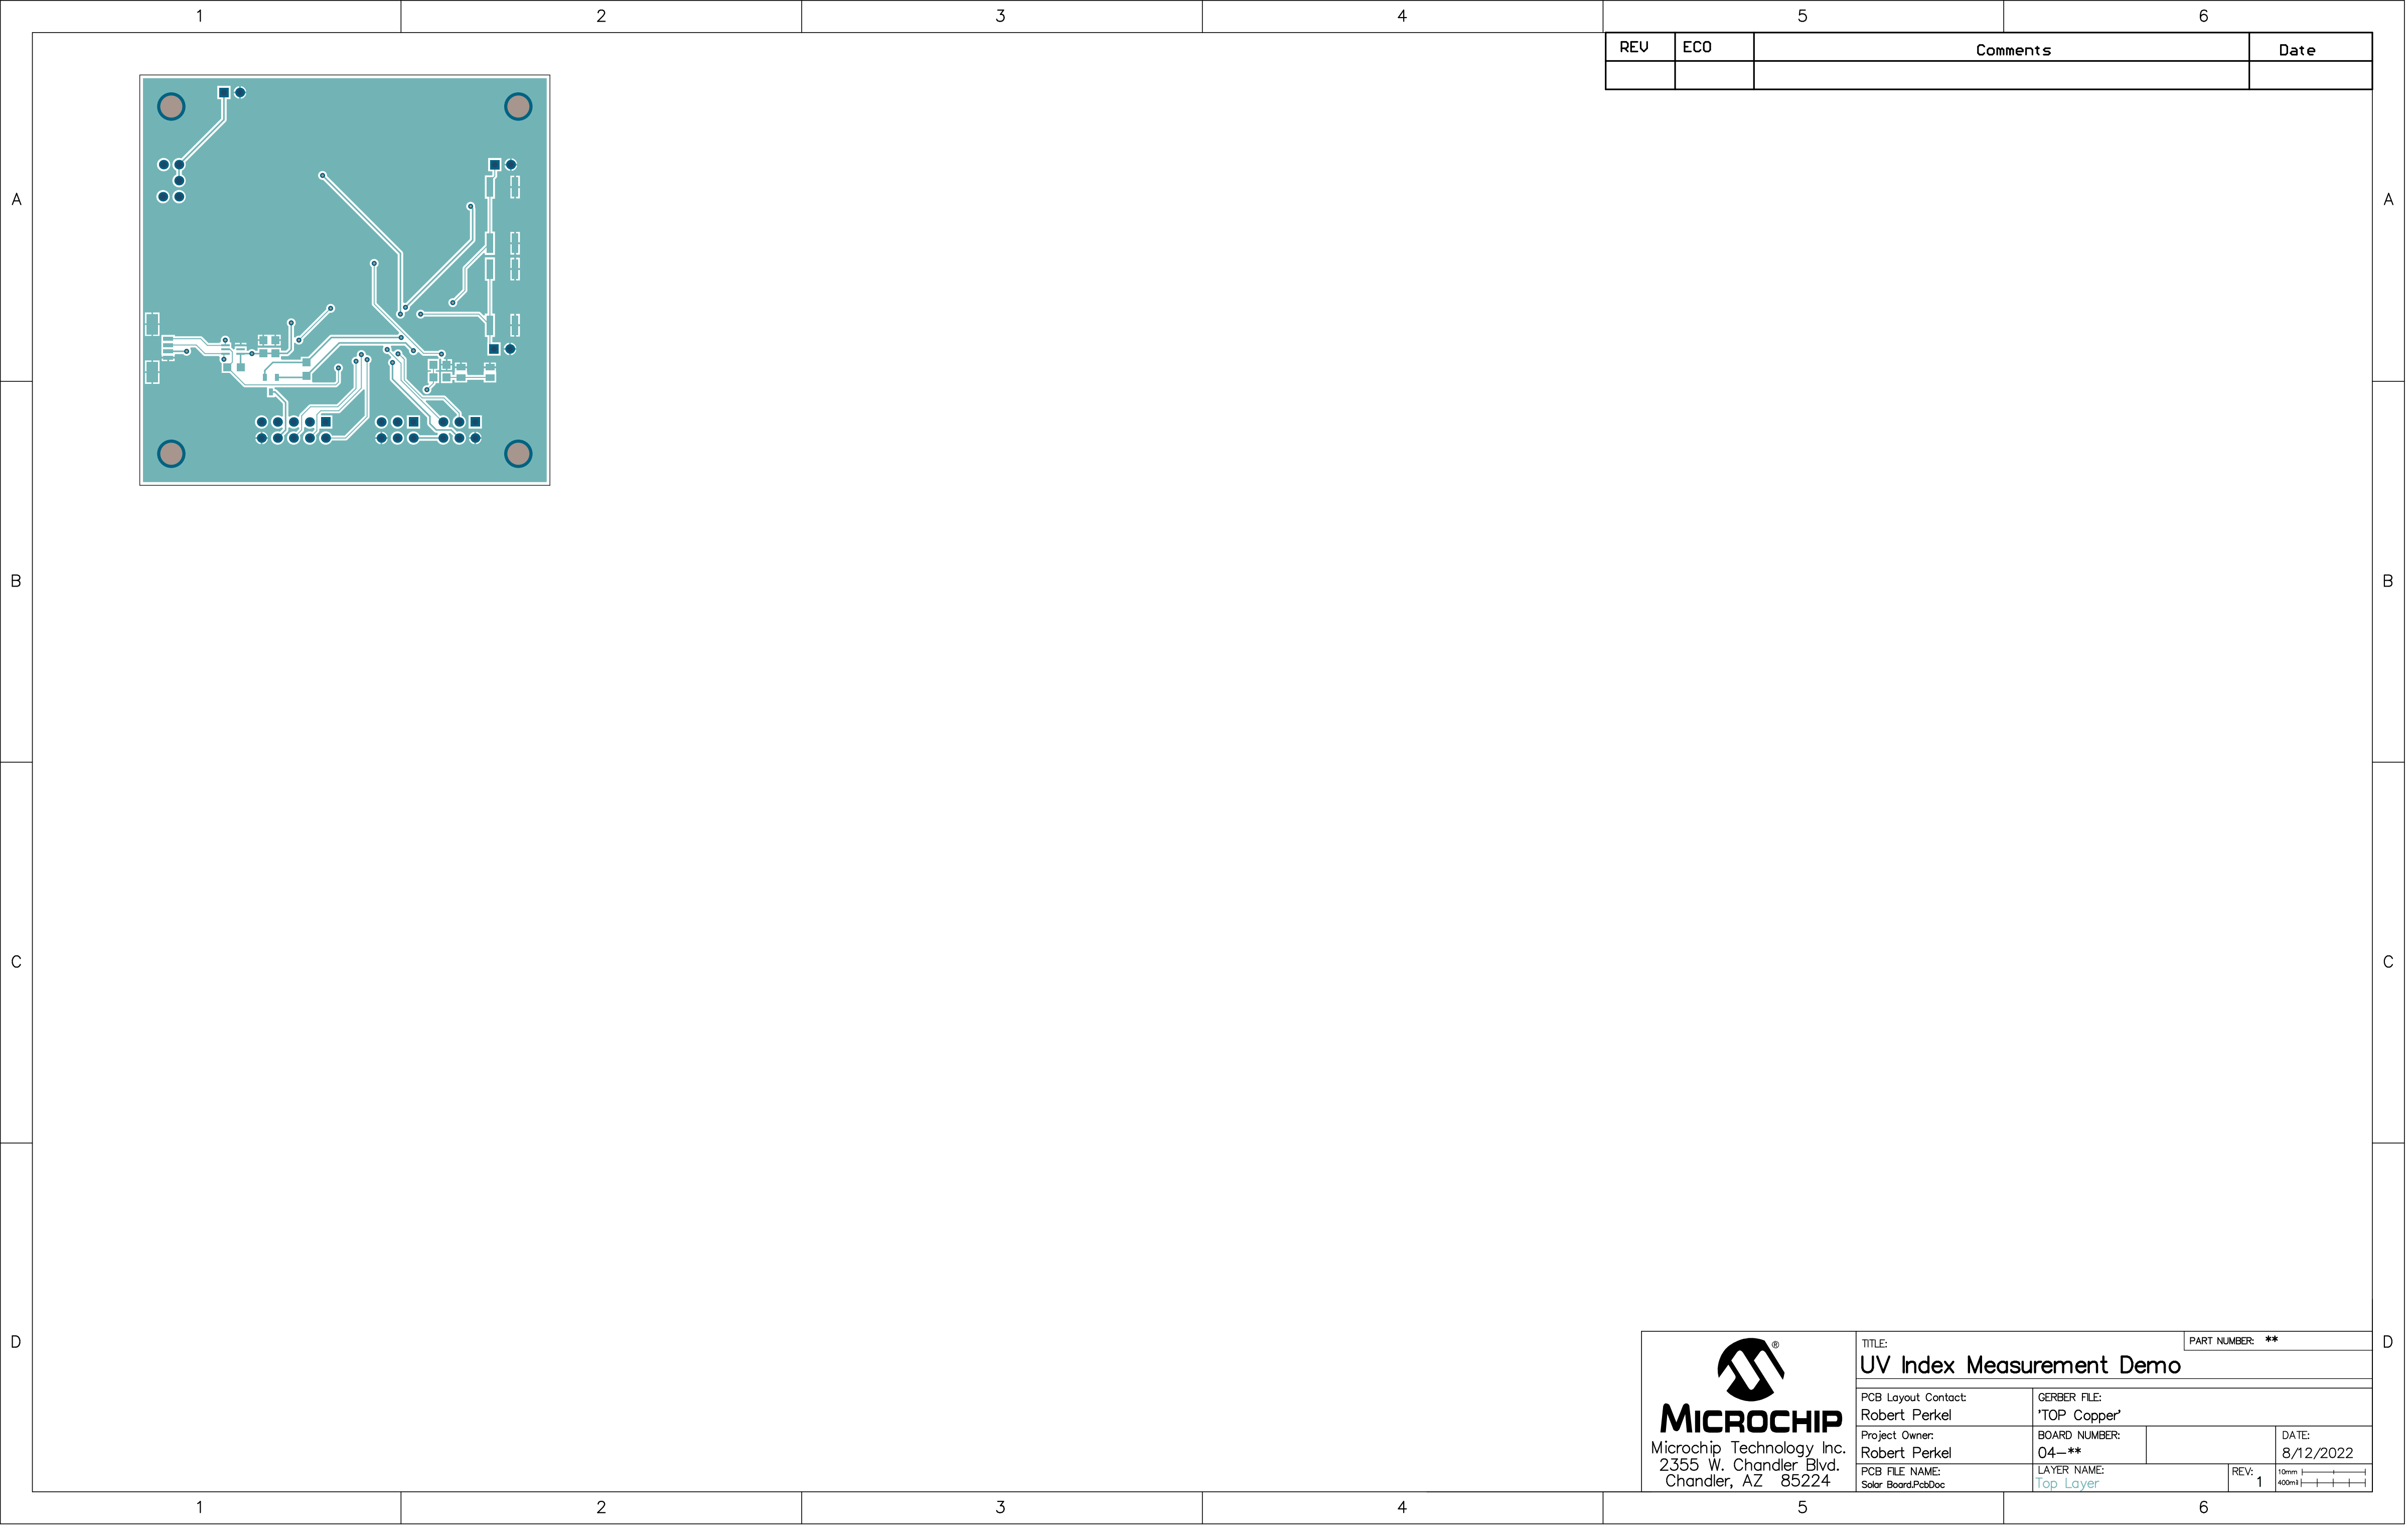 1 2 3 4 5 6
REV ECO Comments Date
A A
B B
C C
D D
®
MICROCHIP
Microchip Technology Inc.
2355 W. Chandler Blvd.
Chandler, AZ 85224
TITLE:
PART NUMBER: **
UV Index Measurement Demo
PCB Layout Contact:
Robert Perkel
GERBER FILE:
'TOP Copper'
Project Owner:
Robert Perkel
BOARD NUMBER:
04-**
DATE:
8/12/2022
PCB FILE NAME:
Solar Board.PcbDoc
LAYER NAME:
Top Layer
REV:
1
10mm
400mil
1 2 3 4 5 6